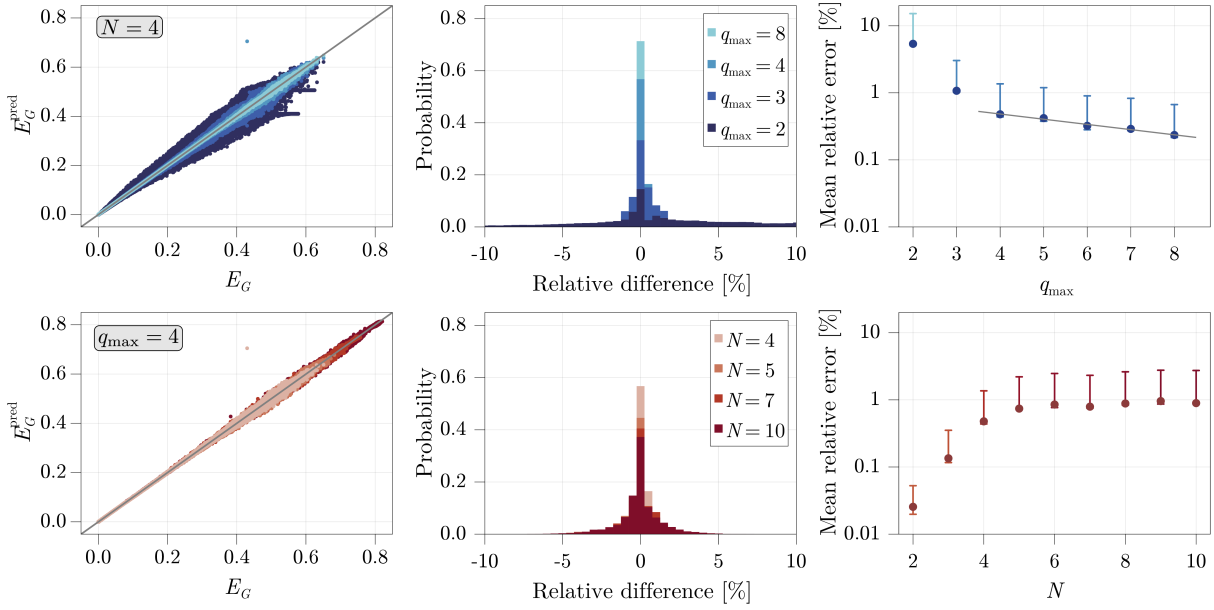 N = 4
E_G^pred
0.8
0.6
0.4
0.2
0.0
0.0 0.2 0.4 0.6 0.8
E_G
Probability
0.8
0.6
0.4
0.2
0.0
-10 -5 0 5 10
Relative difference [%]
q_max = 8
q_max = 4
q_max = 3
q_max = 2
Mean relative error [%]
10
1
0.1
0.01
2 3 4 5 6 7 8
q_max
q_max = 4
E_G^pred
0.8
0.6
0.4
0.2
0.0
0.0 0.2 0.4 0.6 0.8
E_G
Probability
0.8
0.6
0.4
0.2
0.0
-10 -5 0 5 10
Relative difference [%]
N = 4
N = 5
N = 7
N = 10
Mean relative error [%]
10
1
0.1
0.01
2 4 6 8 10
N